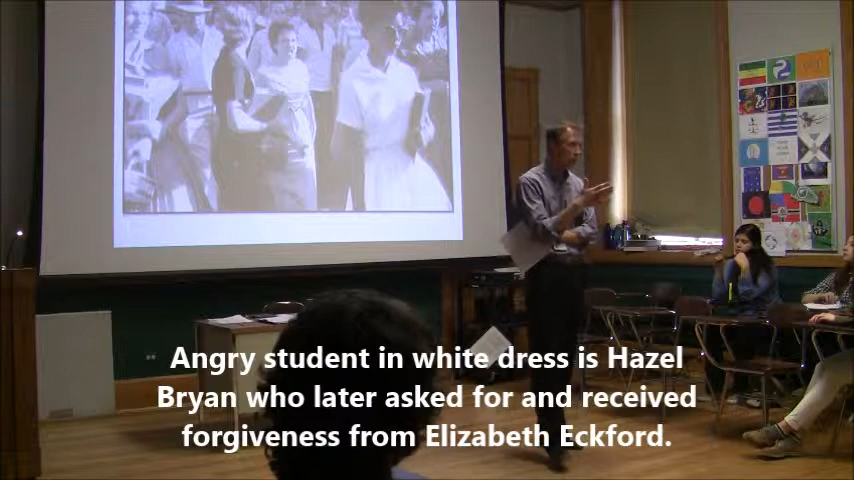 Angry student in white dress is Hazel
Bryan who later asked for and received
forgiveness from Elizabeth Eckford.